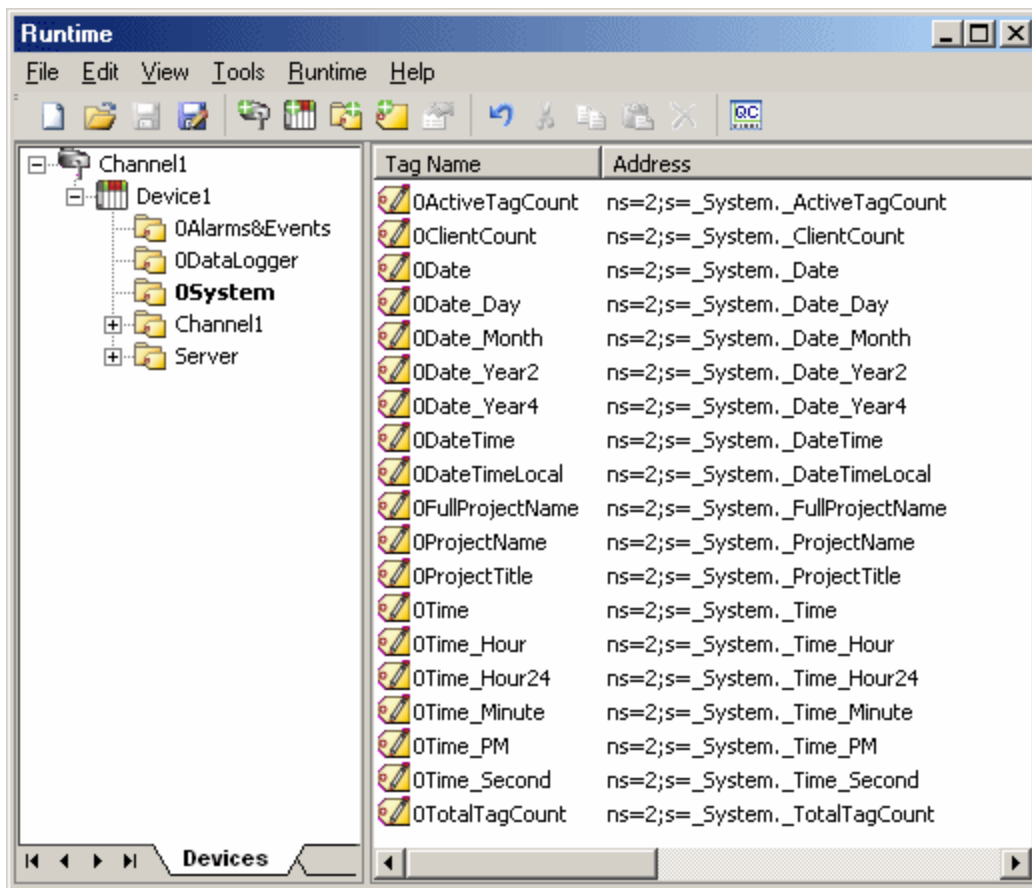 Runtime
File Edit View Tools Runtime Help
QC
Channel1
Device1
0Alarms&Events
0DataLogger
0System
Channel1
Server
Devices
Tag Name Address
0ActiveTagCount ns=2;s=_System._ActiveTagCount
0ClientCount ns=2;s=_System._ClientCount
0Date ns=2;s=_System._Date
0Date_Day ns=2;s=_System._Date_Day
0Date_Month ns=2;s=_System._Date_Month
0Date_Year2 ns=2;s=_System._Date_Year2
0Date_Year4 ns=2;s=_System._Date_Year4
0DateTime ns=2;s=_System._DateTime
0DateTimeLocal ns=2;s=_System._DateTimeLocal
0FullProjectName ns=2;s=_System._FullProjectName
0ProjectName ns=2;s=_System._ProjectName
0ProjectTitle ns=2;s=_System._ProjectTitle
0Time ns=2;s=_System._Time
0Time_Hour ns=2;s=_System._Time_Hour
0Time_Hour24 ns=2;s=_System._Time_Hour24
0Time_Minute ns=2;s=_System._Time_Minute
0Time_PM ns=2;s=_System._Time_PM
0Time_Second ns=2;s=_System._Time_Second
0TotalTagCount ns=2;s=_System._TotalTagCount